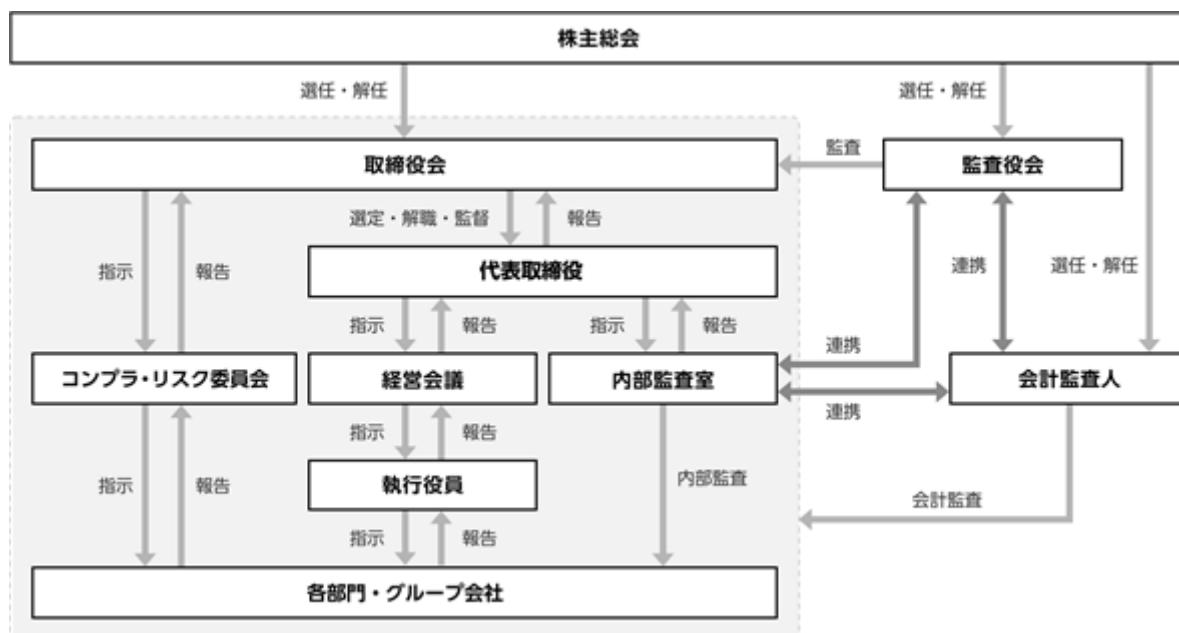 株主総会
選任・解任
選任・解任
取締役会
監査
監査役会
選定・解職・監督
報告
代表取締役
指示
報告
連携
選任・解任
指示
報告
指示
報告
連携
コンプラ・リスク委員会
経営会議
内部監査室
会計監査人
連携
指示
報告
執行役員
内部監査
指示
報告
会計監査
指示
報告
各部門・グループ会社